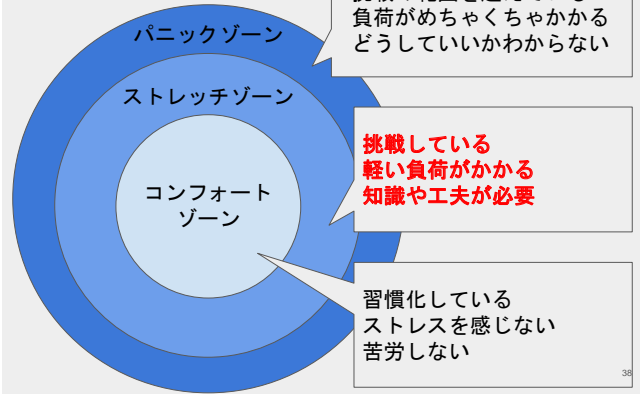 負荷がめちゃくちゃかかる
どうしていいかわからない
パニックゾーン
ストレッチゾーン
挑戦している
軽い負荷がかかる
知識や工夫が必要
コンフォート
ゾーン
習慣化している
ストレスを感じない
苦労しない
38